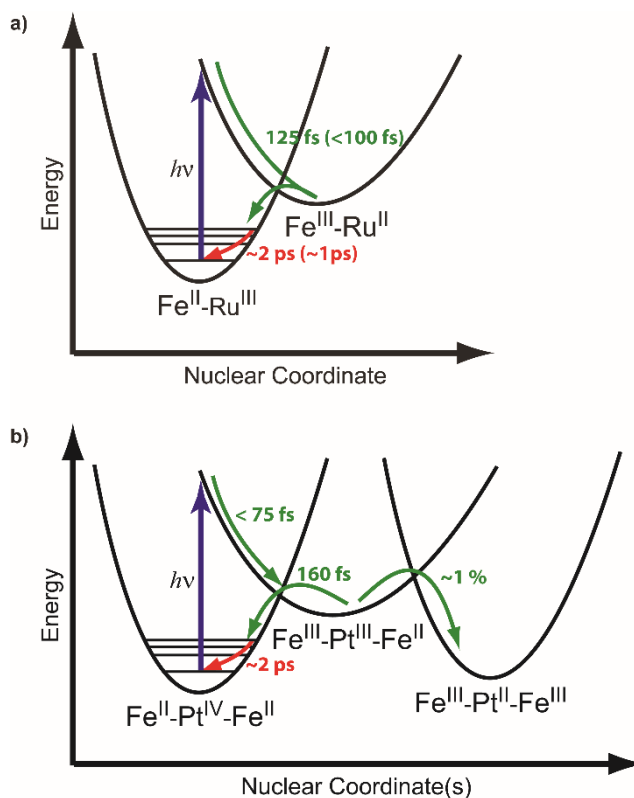 a)
Energy
hν
125 fs (<100 fs)
Feᴵᴵᴵ-Ruᴵᴵ
~2 ps (~1ps)
Feᴵᴵ-Ruᴵᴵᴵ
Nuclear Coordinate
b)
Energy
hν
< 75 fs
160 fs
~1 %
Feᴵᴵᴵ-Ptᴵᴵᴵ-Feᴵᴵ
~2 ps
Feᴵᴵ-Ptᴵⱽ-Feᴵᴵ
Feᴵᴵᴵ-Ptᴵᴵ-Feᴵᴵᴵ
Nuclear Coordinate(s)